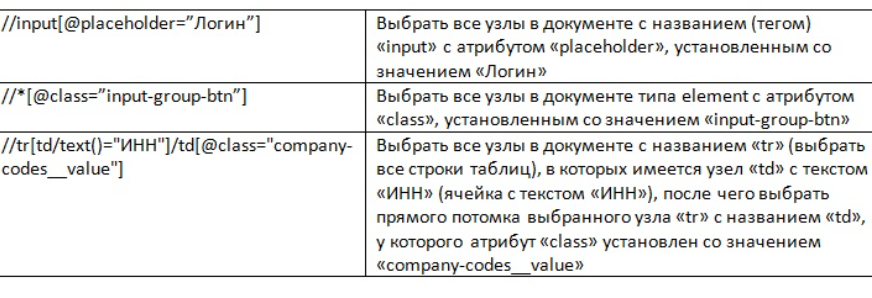 //input[@placeholder=”Логин”]
Выбрать все узлы в документе с названием (тегом)
«input» с атрибутом «placeholder», установленным со
значением «Логин»
//*[@class=”input-group-btn”]
Выбрать все узлы в документе типа element с атрибутом
«class», установленным со значением «input-group-btn»
//tr[td/text()="ИНН"]/td[@class="company-
codes__value"]
Выбрать все узлы в документе с названием «tr» (выбрать
все строки таблиц), в которых имеется узел «td» с текстом
«ИНН» (ячейка с текстом «ИНН»), после чего выбрать
прямого потомка выбранного узла «tr» с названием «td»,
у которого атрибут «class» установлен со значением
«company-codes__value»